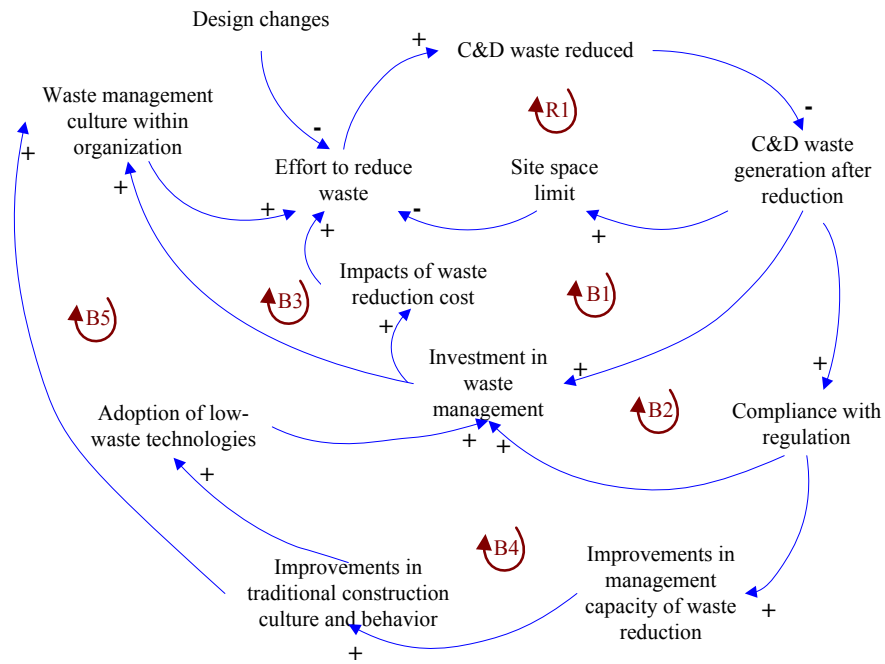 Design changes
+
C&D waste reduced
Waste management
culture within
organization
+
+
-
Effort to reduce
waste
+
+
R1
Site space
limit
-
+
-
C&D waste
generation after
reduction
Impacts of waste
reduction cost
+
B3
B1
B5
Investment in
waste
management
+
+
+
+
B2
Compliance with
regulation
+
Adoption of low-
waste technologies
+
B4
Improvements in
traditional construction
culture and behavior
+
Improvements in
management
capacity of waste
reduction
+